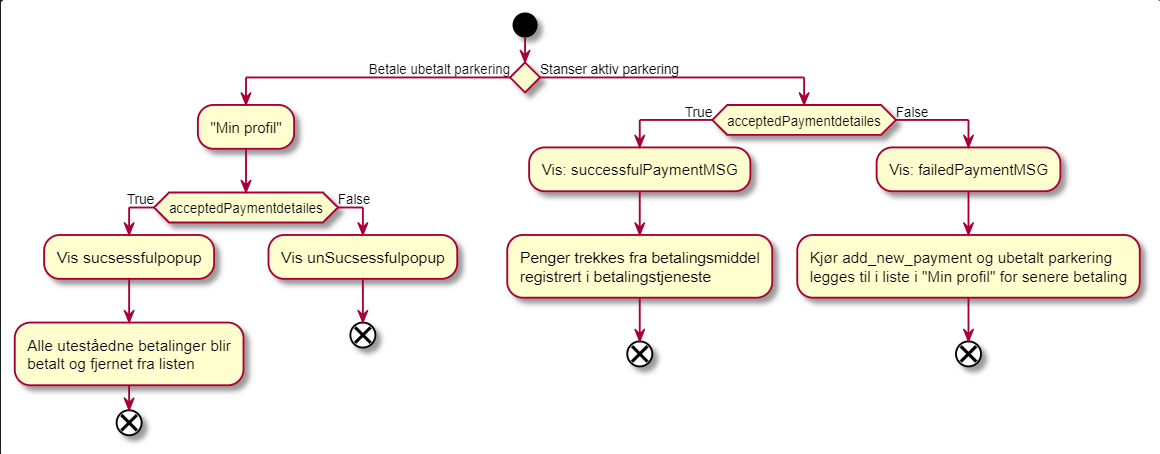 Betale ubetalt parkering
Stanser aktiv parkering
"Min profil"
True
acceptedPaymentdetailes
False
Vis sucsessfulpopup
Vis unSucsessfulpopup
Alle uteståedne betalinger blir
betalt og fjernet fra listen
True
acceptedPaymentdetailes
False
Vis: successfulPaymentMSG
Vis: failedPaymentMSG
Penger trekkes fra betalingsmiddel
registrert i betalingstjeneste
Kjør add_new_payment og ubetalt parkering
legges til i liste i "Min profil" for senere betaling